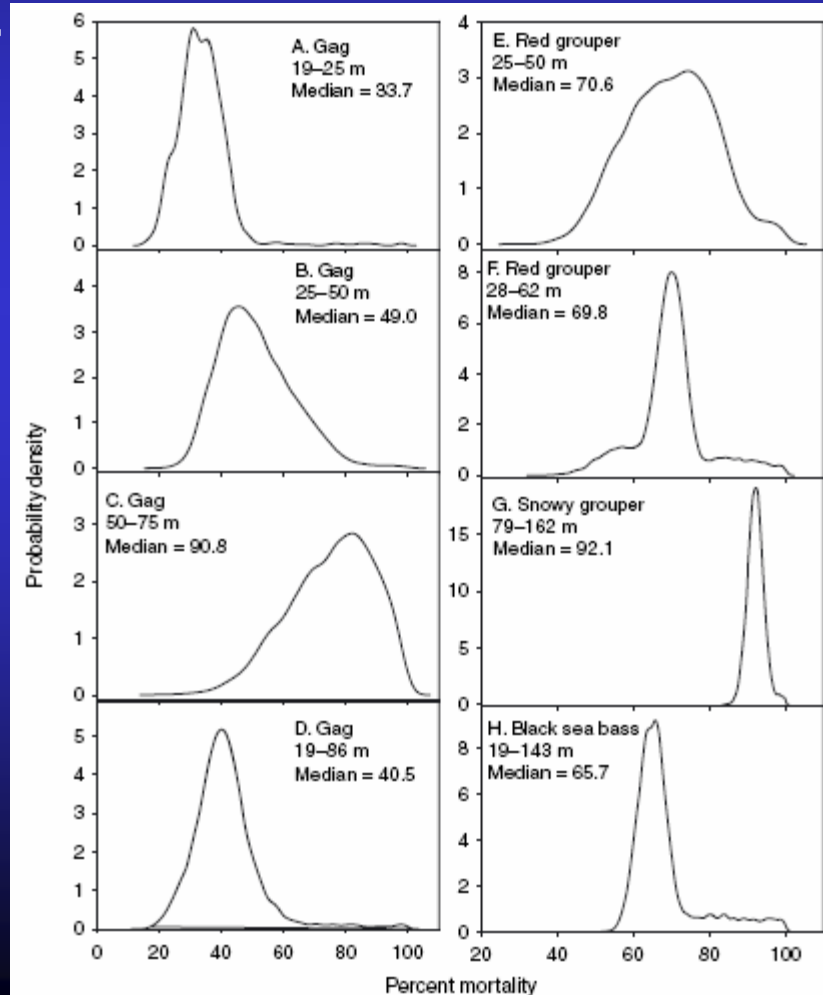 A. Gag
19–25 m
Median = 33.7
6
5
4
3
2
1
0
B. Gag
25–50 m
Median = 49.0
4
3
2
1
0
C. Gag
50–75 m
Median = 90.8
3
2
1
0
D. Gag
19–86 m
Median = 40.5
5
4
3
2
1
0
0 20 40 60 80 100
E. Red grouper
25–50 m
Median = 70.6
4
3
2
1
0
F. Red grouper
28–62 m
Median = 69.8
8
6
4
2
0
G. Snowy grouper
79–162 m
Median = 92.1
15
10
5
0
H. Black sea bass
19–143 m
Median = 65.7
8
6
4
2
0
20 40 60 80 100
Probability density
Percent mortality